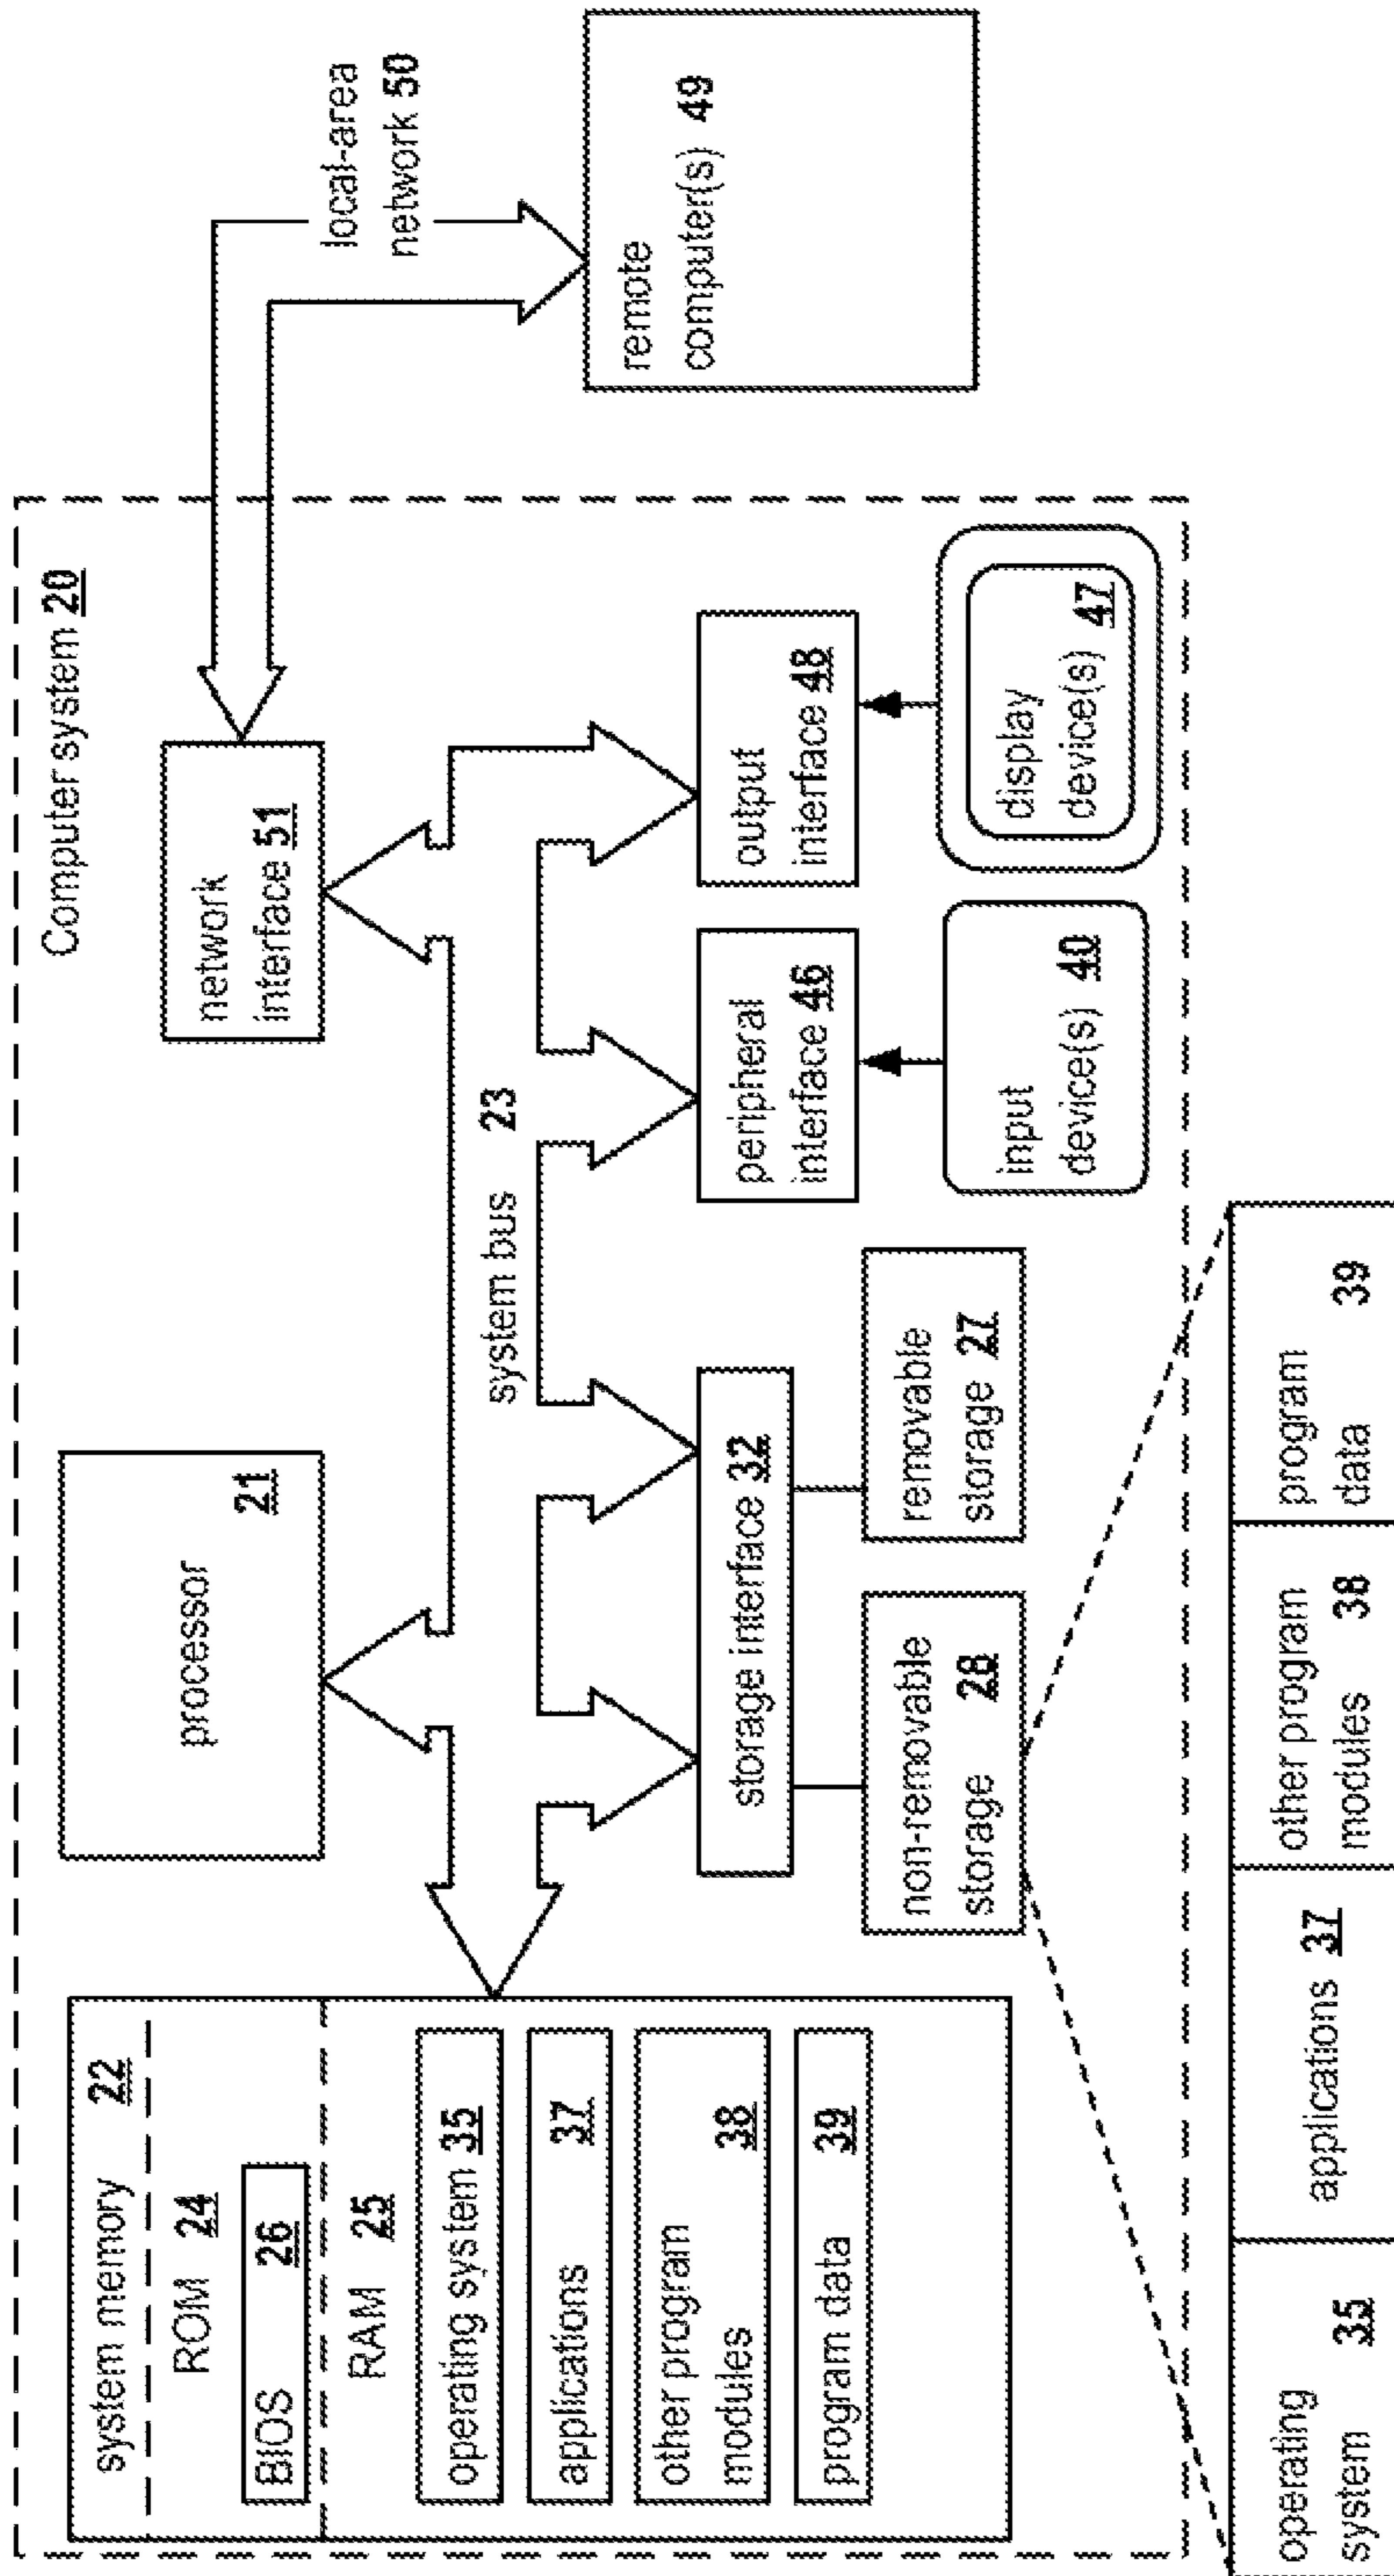 Computer system 20
system memory 22
ROM 24
BIOS 26
RAM 25
operating system 35
applications 37
other program
modules 38
program data 39
processor
21
network
interface 51
system bus 23
storage interface 32
non-removable
storage 28
removable
storage 27
peripheral
interface 46
output
interface 48
input
device(s) 40
display
device(s) 47
local-area
network 50
remote
computer(s) 49
operating
system 35
applications 37
other program
modules 38
program
data 39